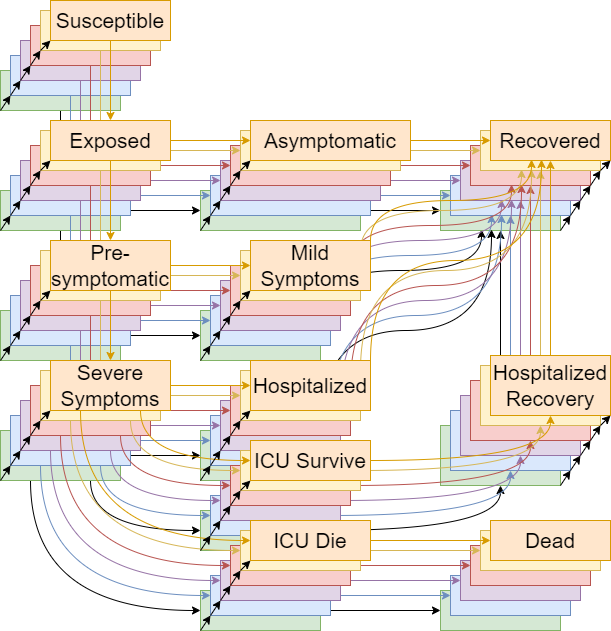 Susceptible
Exposed
Asymptomatic
Recovered
Pre-
symptomatic
Mild
Symptoms
Severe
Symptoms
Hospitalized
Hospitalized
Recovery
ICU Survive
ICU Die
Dead